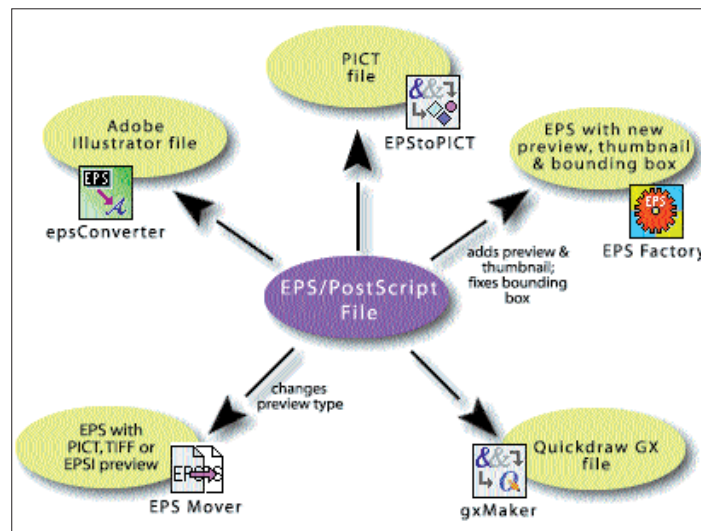 PICT
file
EPStoPICT
Adobe
Illustrator file
EPS
epsConverter
EPS with new
preview, thumbnail
& bounding box
EPS
EPS Factory
adds preview &
thumbnail;
fixes bounding
box
EPS/PostScript
File
changes
preview type
EPS with
PICT, TIFF or
EPSI preview
EPS Mover
Quickdraw GX
file
gxMaker